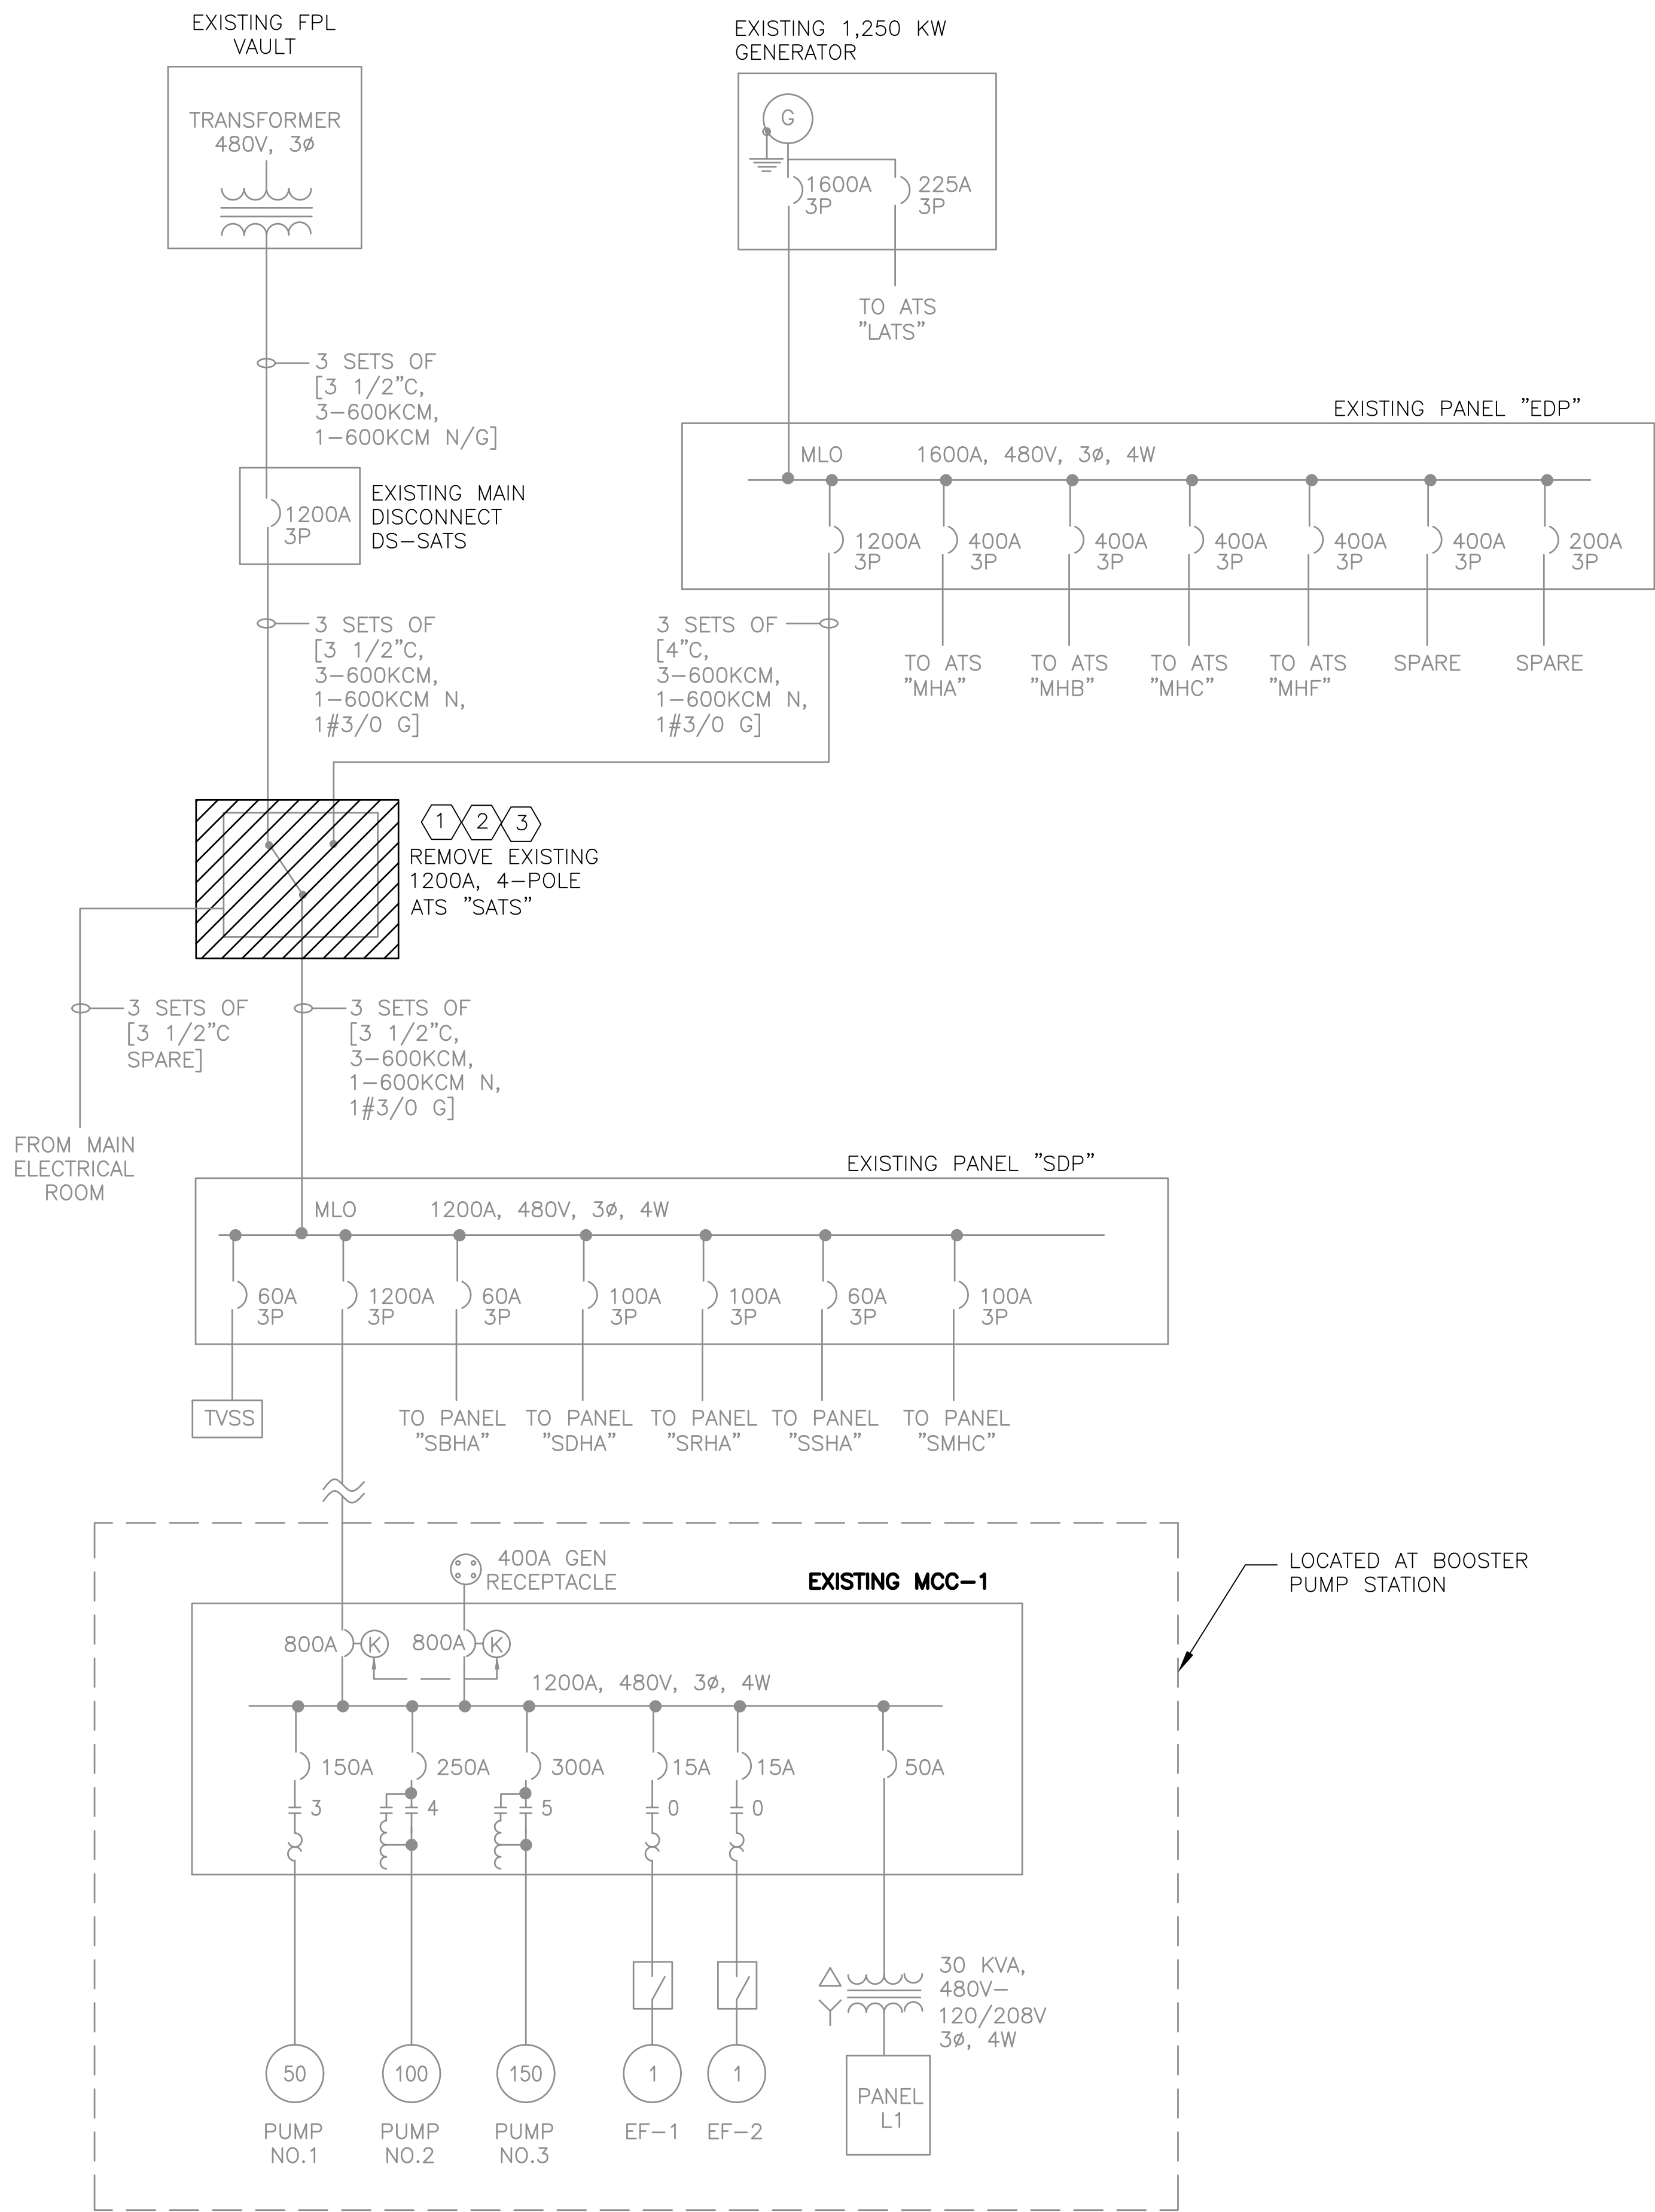 EXISTING FPL
VAULT
TRANSFORMER
480V, 3ø
EXISTING 1,250 KW
GENERATOR
G
1600A
3P
225A
3P
TO ATS
"LATS"
3 SETS OF
[3 1/2"C,
3-600KCM,
1-600KCM N/G]
1200A
3P
EXISTING MAIN
DISCONNECT
DS-SATS
EXISTING PANEL "EDP"
MLO
1600A, 480V, 3ø, 4W
1200A
3P
400A
3P
400A
3P
400A
3P
400A
3P
400A
3P
200A
3P
3 SETS OF
[3 1/2"C,
3-600KCM,
1-600KCM N,
1#3/0 G]
3 SETS OF
[4"C,
3-600KCM,
1-600KCM N,
1#3/0 G]
TO ATS
"MHA"
TO ATS
"MHB"
TO ATS
"MHC"
TO ATS
"MHF"
SPARE
SPARE
1 2 3
REMOVE EXISTING
1200A, 4-POLE
ATS "SATS"
3 SETS OF
[3 1/2"C
SPARE]
3 SETS OF
[3 1/2"C,
3-600KCM,
1-600KCM N,
1#3/0 G]
FROM MAIN
ELECTRICAL
ROOM
EXISTING PANEL "SDP"
MLO
1200A, 480V, 3ø, 4W
60A
3P
1200A
3P
60A
3P
100A
3P
100A
3P
60A
3P
100A
3P
TVSS
TO PANEL
"SBHA"
TO PANEL
"SDHA"
TO PANEL
"SRHA"
TO PANEL
"SSHA"
TO PANEL
"SMHC"
LOCATED AT BOOSTER
PUMP STATION
400A GEN
RECEPTACLE
EXISTING MCC-1
800A
K
800A
K
1200A, 480V, 3ø, 4W
150A
250A
300A
15A
15A
50A
3
4
5
0
0
30 KVA,
480V-
120/208V
3ø, 4W
50
100
150
1
1
PANEL
L1
PUMP
NO.1
PUMP
NO.2
PUMP
NO.3
EF-1
EF-2